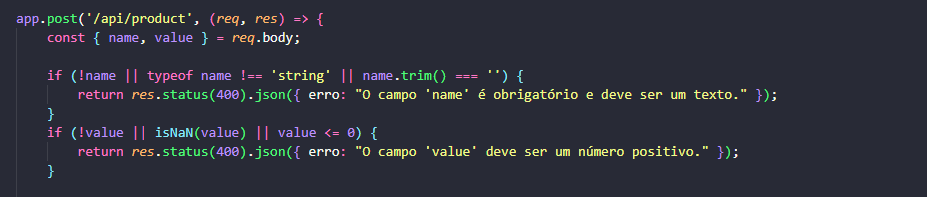 app.post('/api/product', (req, res) => {
    const { name, value } = req.body;

    if (!name || typeof name !== 'string' || name.trim() === '') {
        return res.status(400).json({ erro: "O campo 'name' é obrigatório e deve ser um texto." });
    }
    if (!value || isNaN(value) || value <= 0) {
        return res.status(400).json({ erro: "O campo 'value' deve ser um número positivo." });
    }